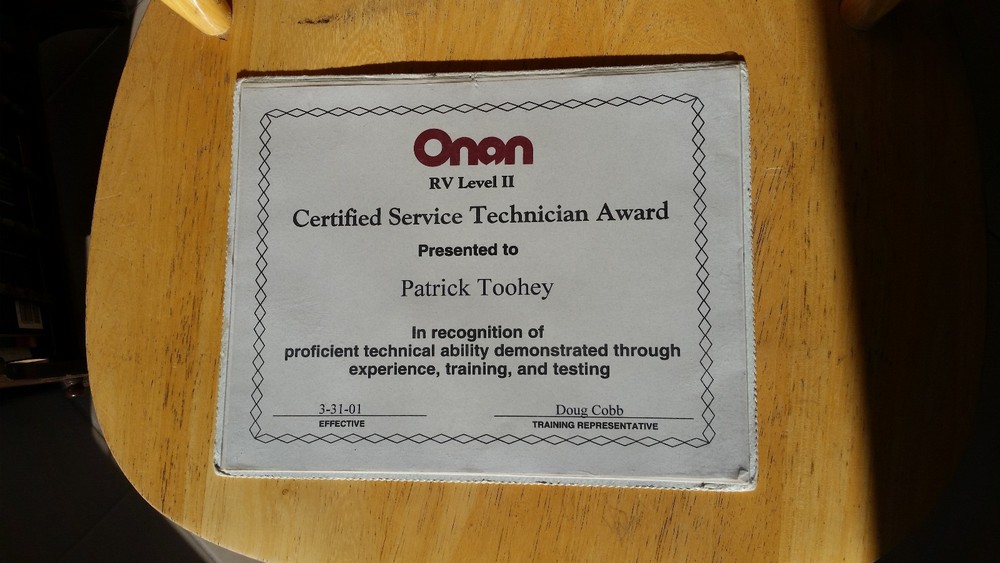 Onan
RV Level II
Certified Service Technician Award
Presented to
Patrick Toohey
In recognition of
proficient technical ability demonstrated through
experience, training, and testing
3-31-01 Doug Cobb
EFFECTIVE TRAINING REPRESENTATIVE